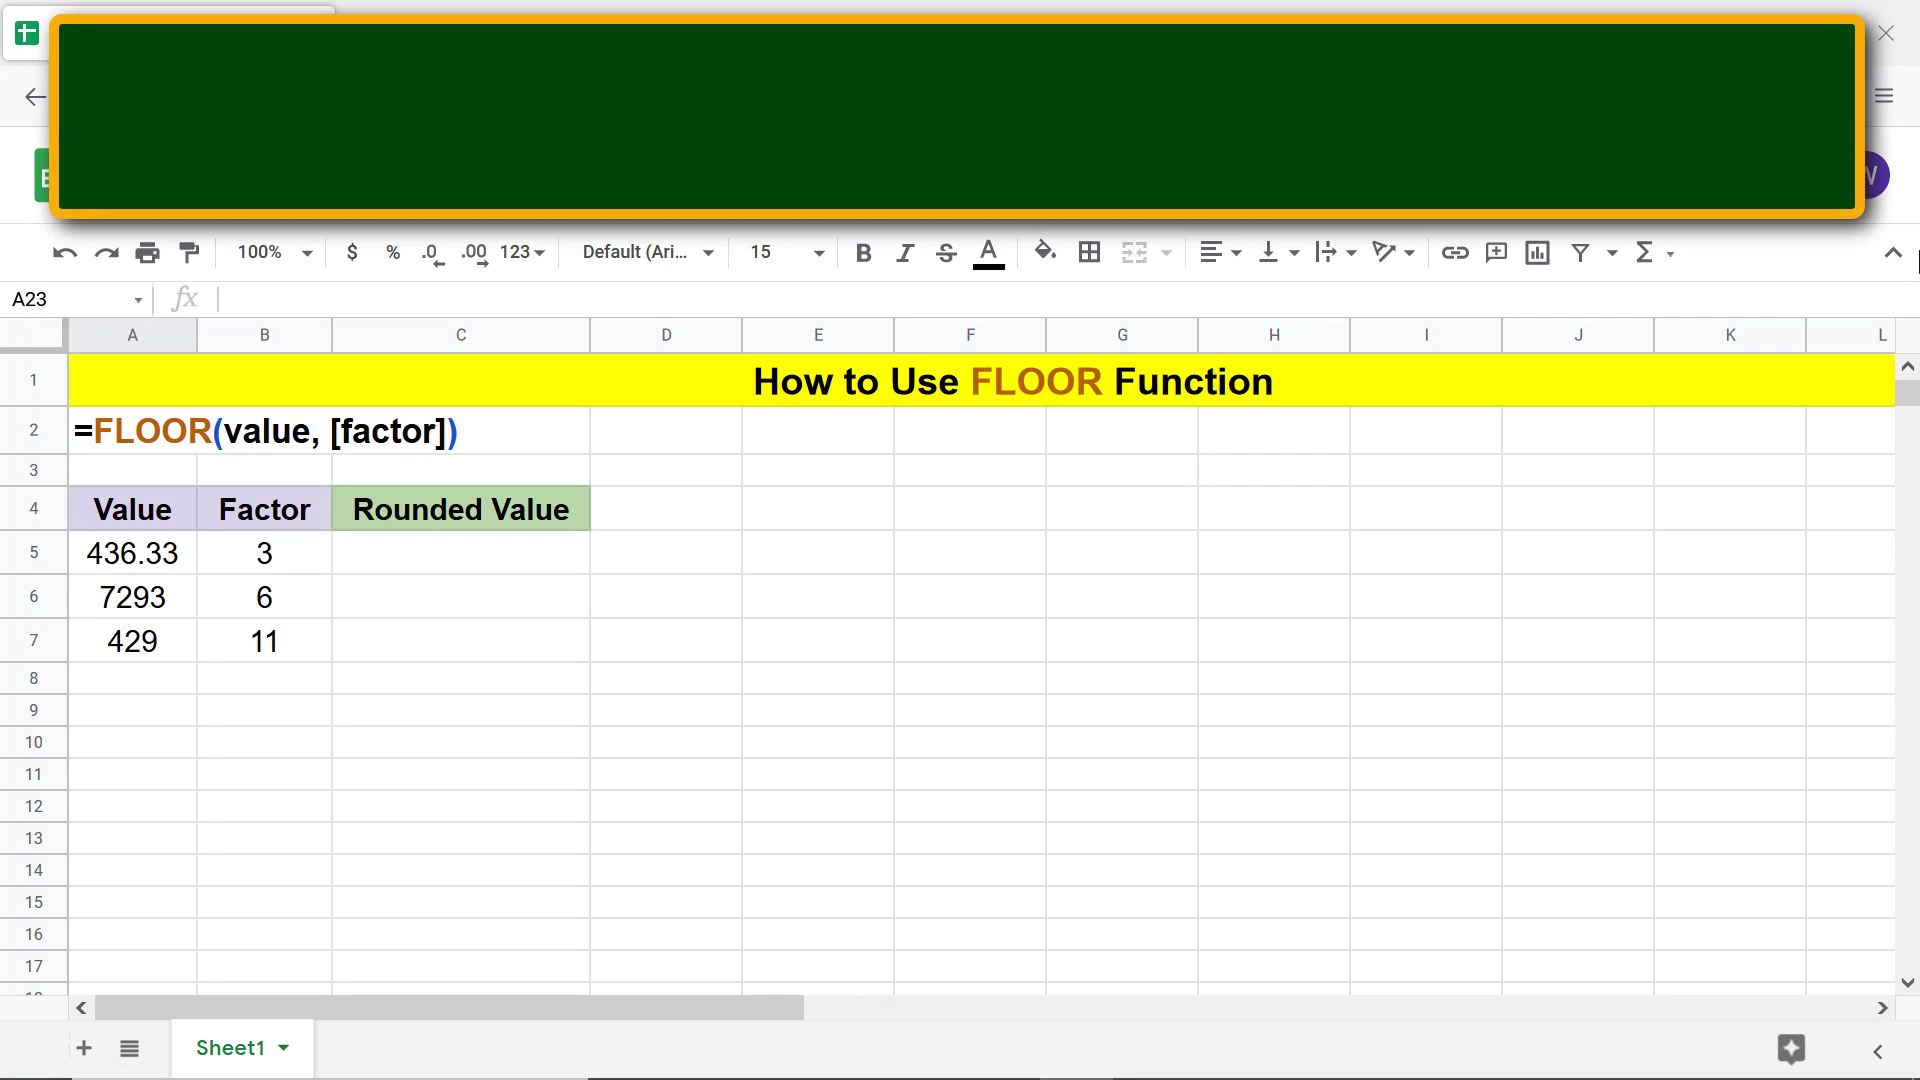 100% $ % .0 .00 123 Default (Ari... 15 B I S A
A23 fx
A B C D E F G H I J K L
1 How to Use FLOOR Function
2 =FLOOR(value, [factor])
3
4 Value Factor Rounded Value
5 436.33 3
6 7293 6
7 429 11
8
9
10
11
12
13
14
15
16
17
Sheet1